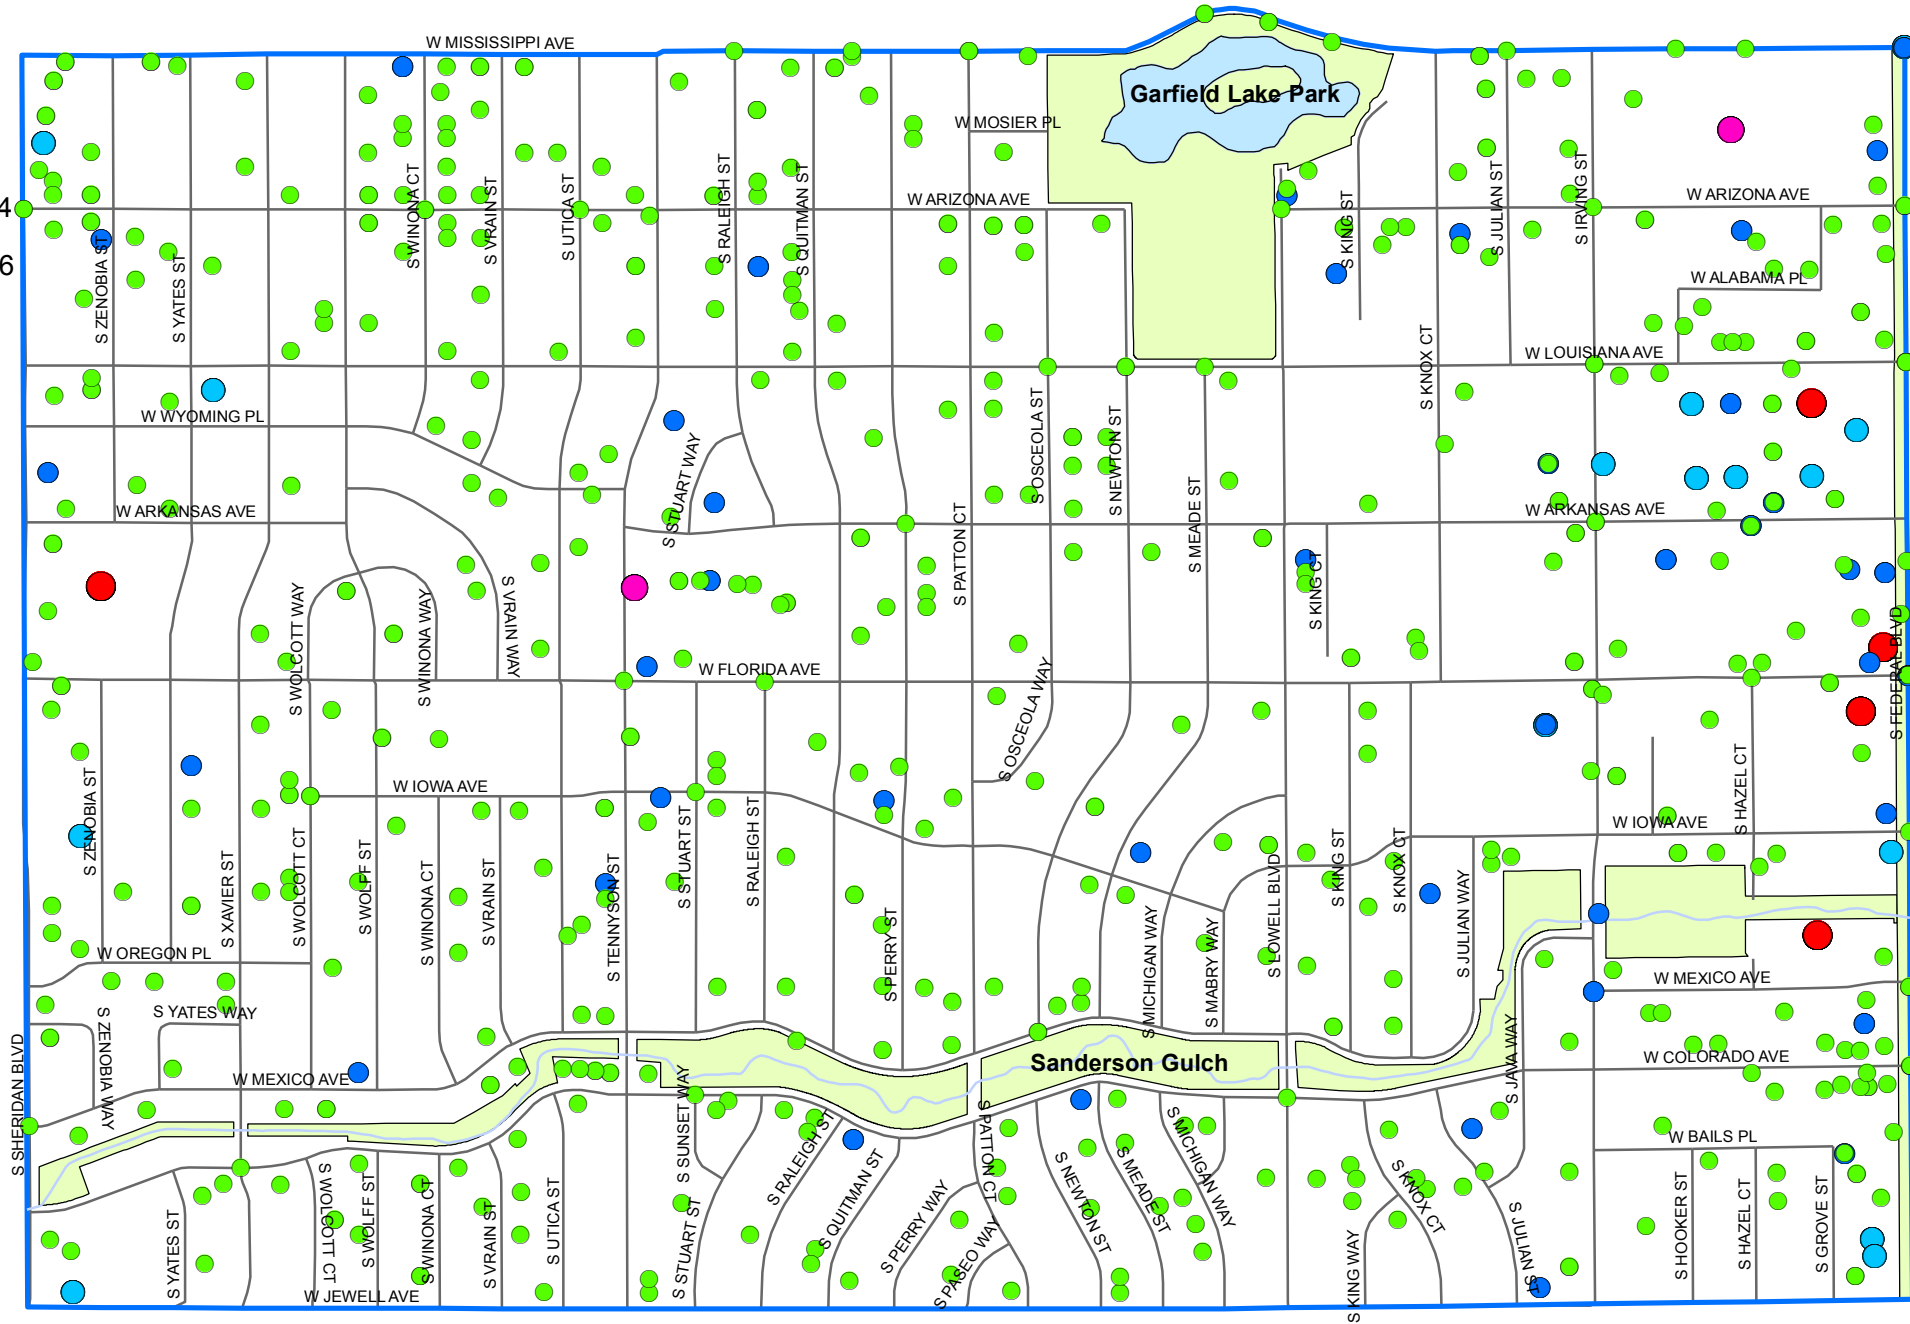 W MISSISSIPPI AVE
Garfield Lake Park
W MOSIER PL
S WINONA CT
S VRAIN ST
S UTICA ST
S RALEIGH ST
S QUITMAN ST
W ARIZONA AVE
S KING ST
S JULIAN ST
S IRVING ST
W ARIZONA AVE
4
6
S ZENOBIA ST
S YATES ST
W ALABAMA PL
S KNOX CT
W LOUISIANA AVE
W WYOMING PL
S STUART WAY
S OSCEOLA ST
S NEWTON ST
S MEADE ST
W ARKANSAS AVE
W ARKANSAS AVE
S PATTON CT
S KING CT
S WOLCOTT WAY
S WINONA WAY
S VRAIN WAY
W FLORIDA AVE
S OSCEOLA WAY
S FEDERAL BLVD
S ZENOBIA ST
W IOWA AVE
S HAZEL CT
W IOWA AVE
S XAVIER ST
S WOLCOTT CT
S WOLFF ST
S WINONA CT
S VRAIN ST
S TENNYSON ST
S STUART ST
S RALEIGH ST
S PERRY ST
S MICHIGAN WAY
S MABRY WAY
S LOWELL BLVD
S KING ST
S KNOX CT
S JULIAN WAY
W OREGON PL
W MEXICO AVE
S YATES WAY
S ZENOBIA WAY
S SHERIDAN BLVD
W MEXICO AVE
Sanderson Gulch
S JAVA WAY
W COLORADO AVE
S SUNSET WAY
S RALEIGH ST
S QUITMAN ST
S PATTON CT
S NEWTON ST
S MEADE ST
S MICHIGAN WAY
W BAILS PL
S YATES ST
S WOLCOTT CT
S WOLFF ST
S WINONA CT
S VRAIN ST
S UTICA ST
S STUART ST
S PERRY WAY
S PASEO WAY
S KNOX CT
S KING WAY
S JULIAN ST
S HOOKER ST
S HAZEL CT
S GROVE ST
W JEWELL AVE